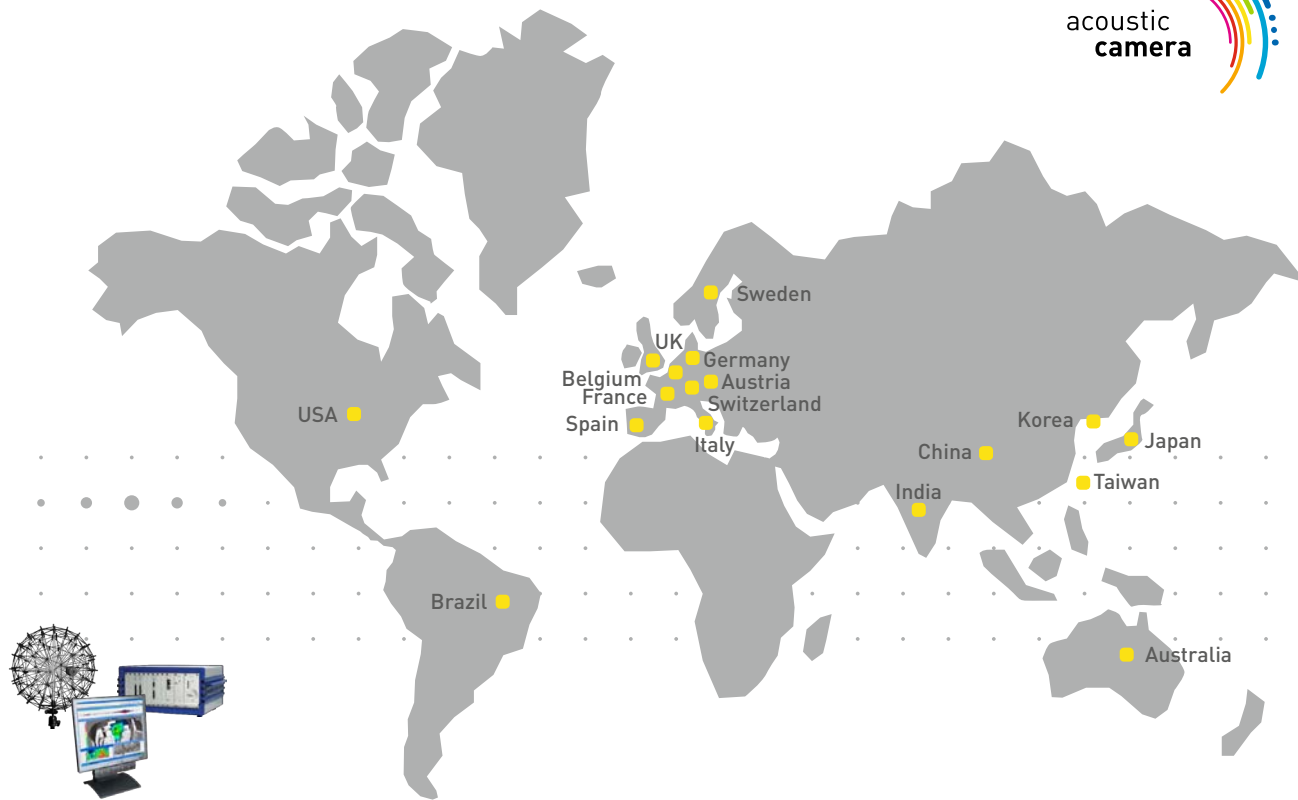 acoustic
camera
Sweden
UK
Germany
Belgium
Austria
France
Switzerland
USA
Spain
Italy
Korea
Japan
China
Taiwan
India
Brazil
Australia